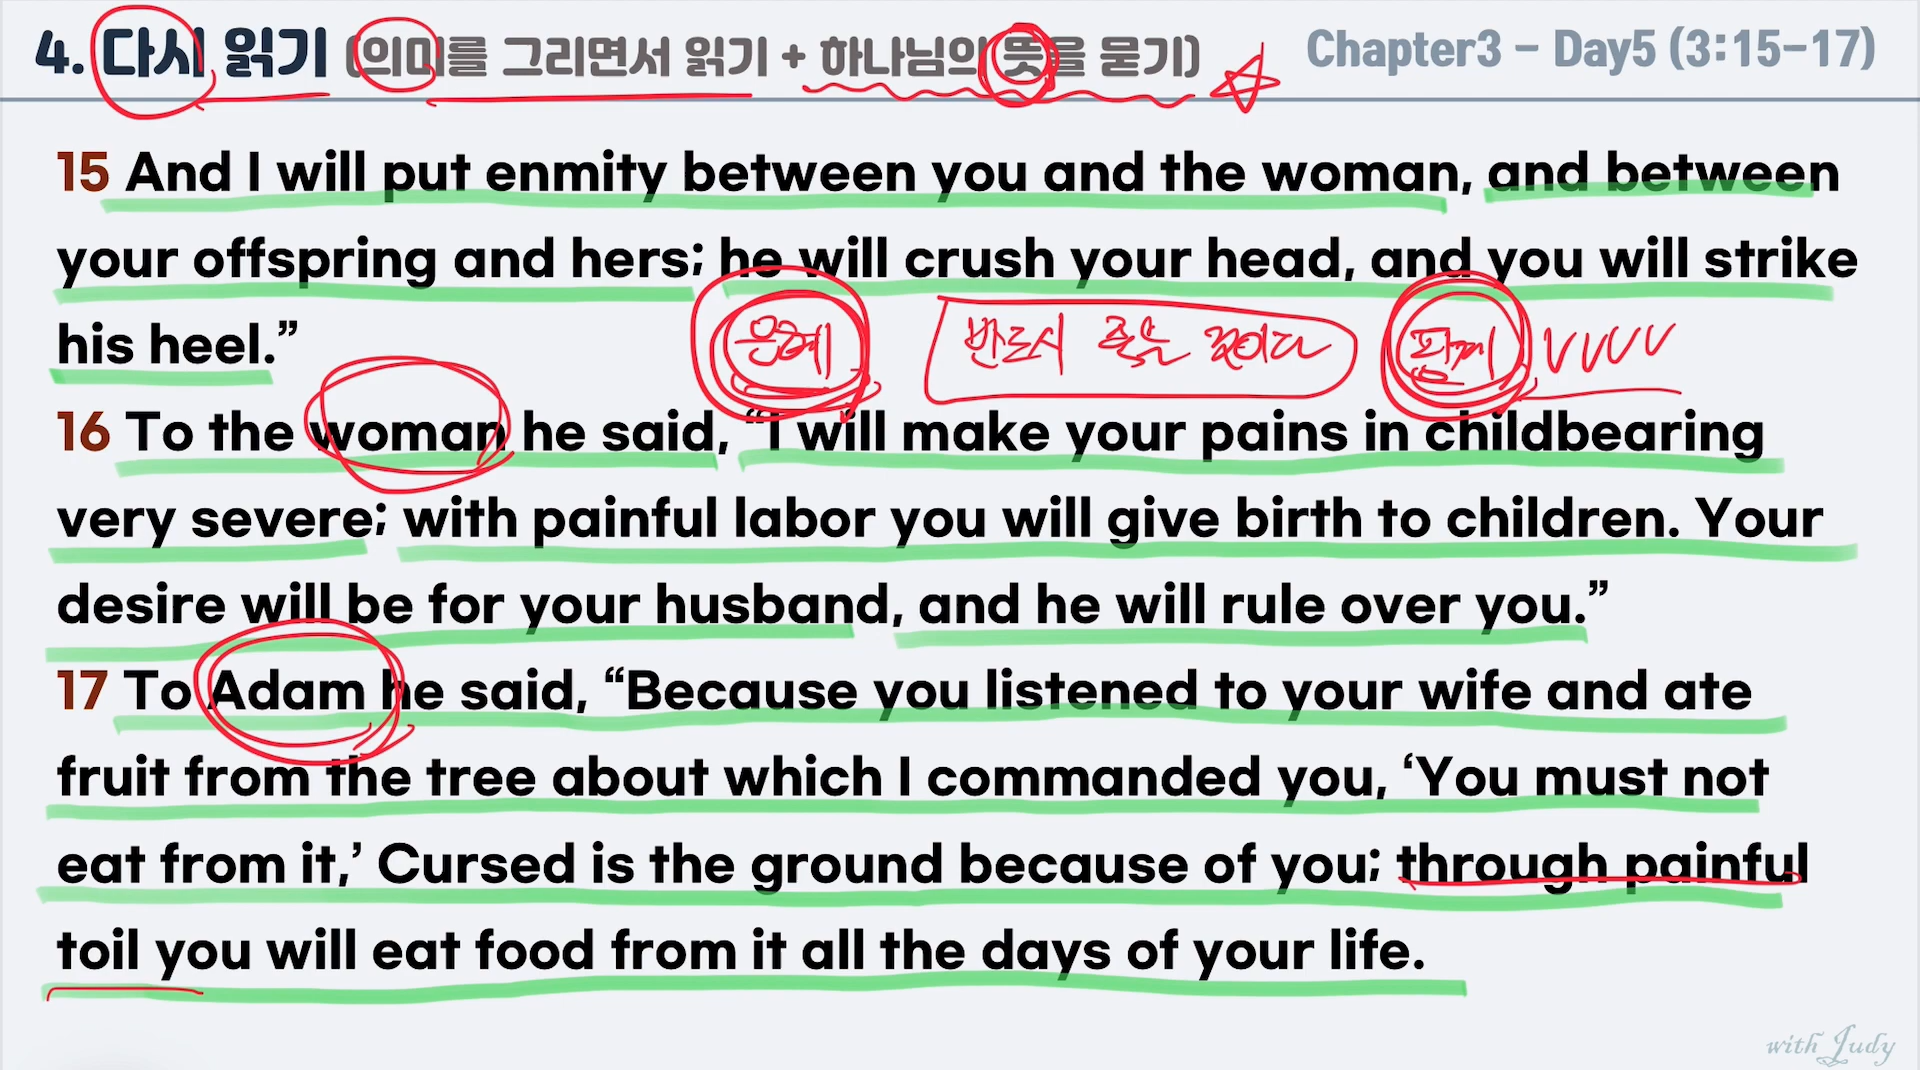 4. 다시 읽기 (의미를 그리면서 읽기 + 하나님의 뜻을 묻기)
Chapter3 – Day5 (3:15-17)
15 And I will put enmity between you and the woman, and between
your offspring and hers; he will crush your head, and you will strike
his heel.”
은혜 반드시 죽을 것이다
16 To the woman he said, “I will make your pains in childbearing
very severe; with painful labor you will give birth to children. Your
desire will be for your husband, and he will rule over you.”
17 To Adam he said, “Because you listened to your wife and ate
fruit from the tree about which I commanded you, ‘You must not
eat from it,’ Cursed is the ground because of you; through painful
toil you will eat food from it all the days of your life.
with Judy